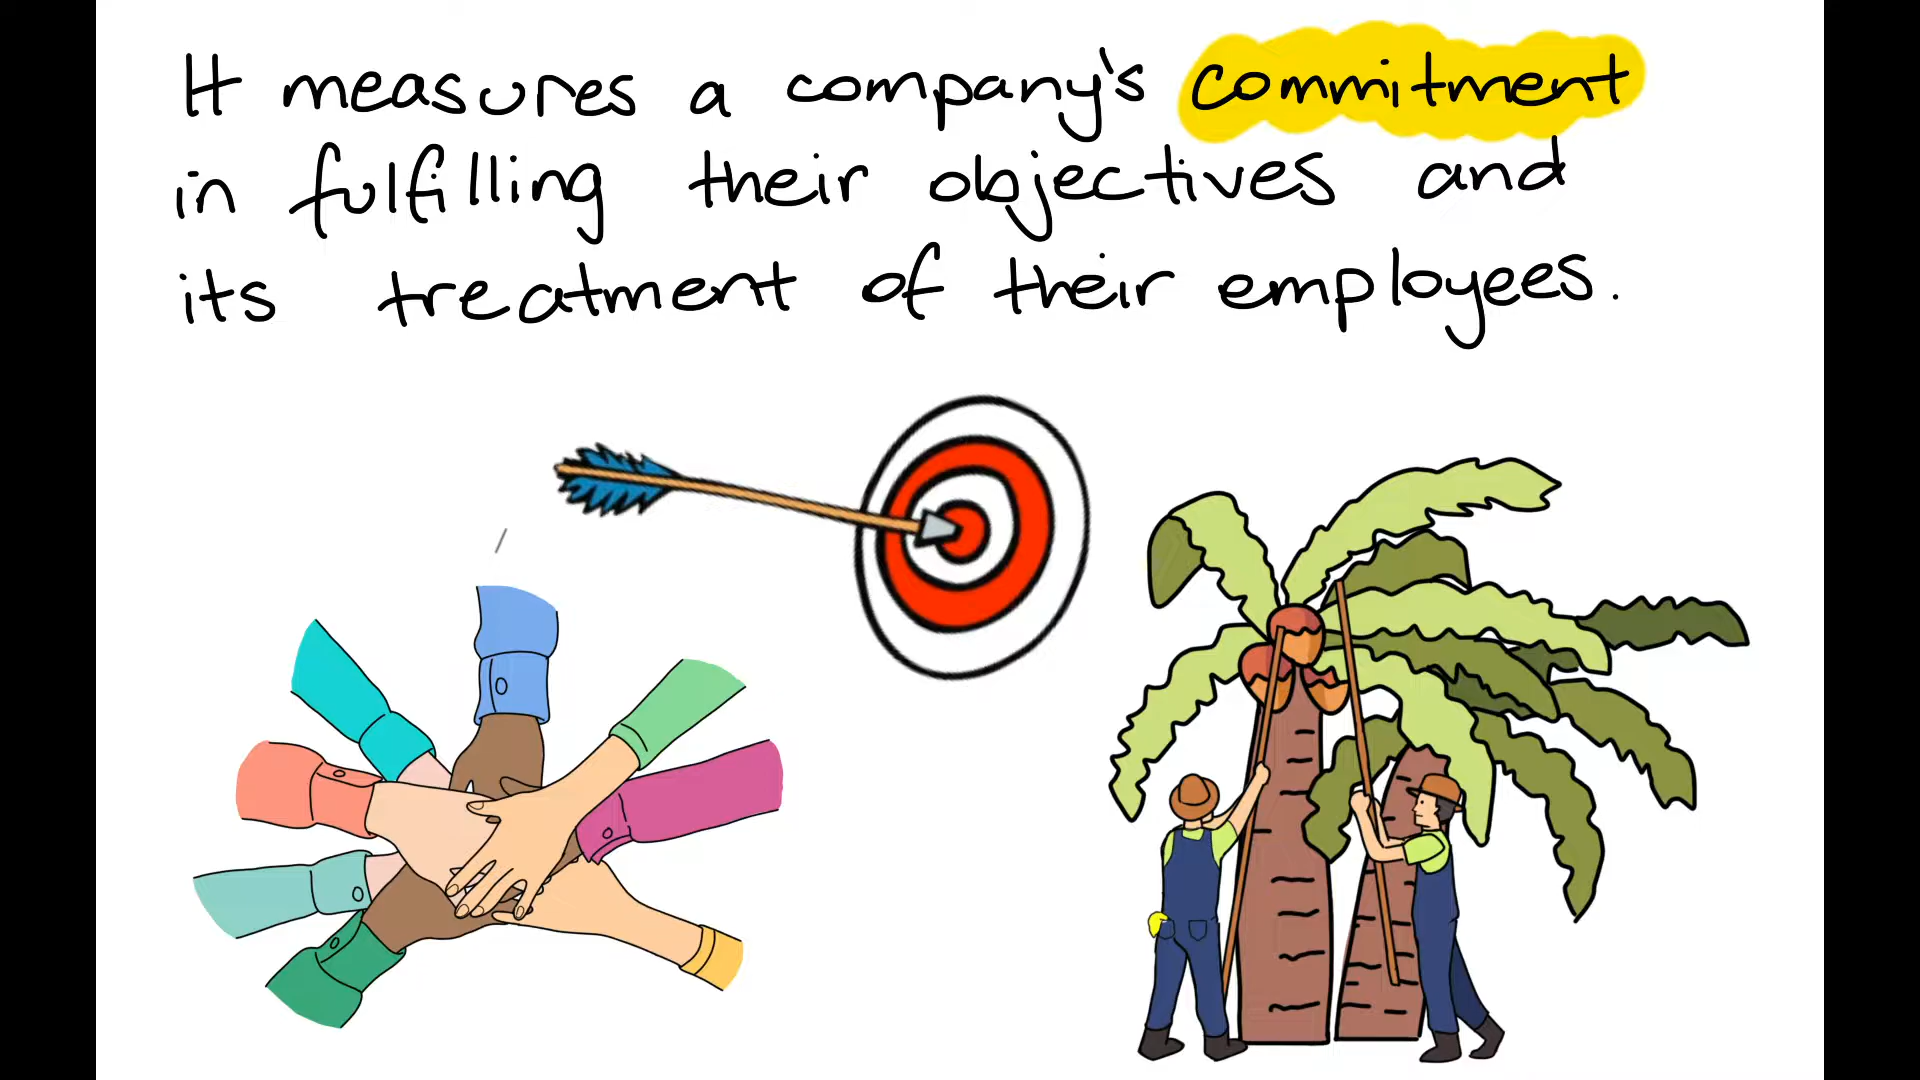 It measures a company's commitment
in fulfilling their objectives and
its treatment of their employees.